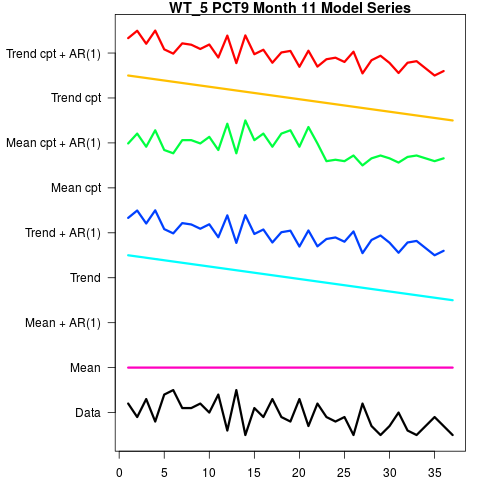 WT_5 PCT9 Month 11 Model Series
Trend cpt + AR(1)
Trend cpt
Mean cpt + AR(1)
Mean cpt
Trend + AR(1)
Trend
Mean + AR(1)
Mean
Data
0 5 10 15 20 25 30 35